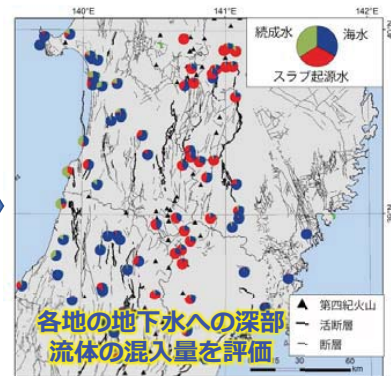 140°E
141°E
142°E
続成水
海水
スラブ起源水
各地の地下水への深部
流体の混入量を評価
第四紀火山
活断層
断層
60
km